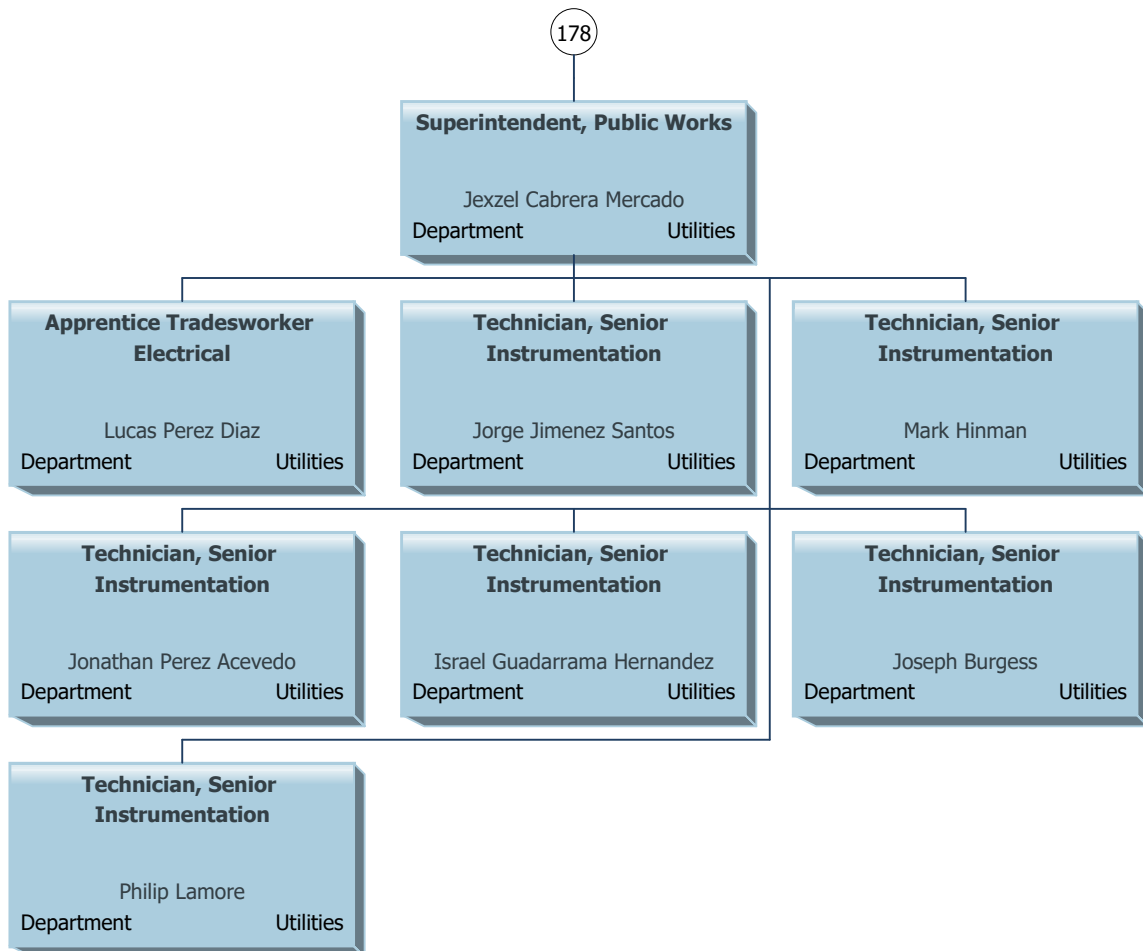 178
Superintendent, Public Works
Jexzel Cabrera Mercado
Department Utilities
Apprentice Tradesworker
Electrical
Lucas Perez Diaz
Department Utilities
Technician, Senior
Instrumentation
Jorge Jimenez Santos
Department Utilities
Technician, Senior
Instrumentation
Mark Hinman
Department Utilities
Technician, Senior
Instrumentation
Jonathan Perez Acevedo
Department Utilities
Technician, Senior
Instrumentation
Israel Guadarrama Hernandez
Department Utilities
Technician, Senior
Instrumentation
Joseph Burgess
Department Utilities
Technician, Senior
Instrumentation
Philip Lamore
Department Utilities